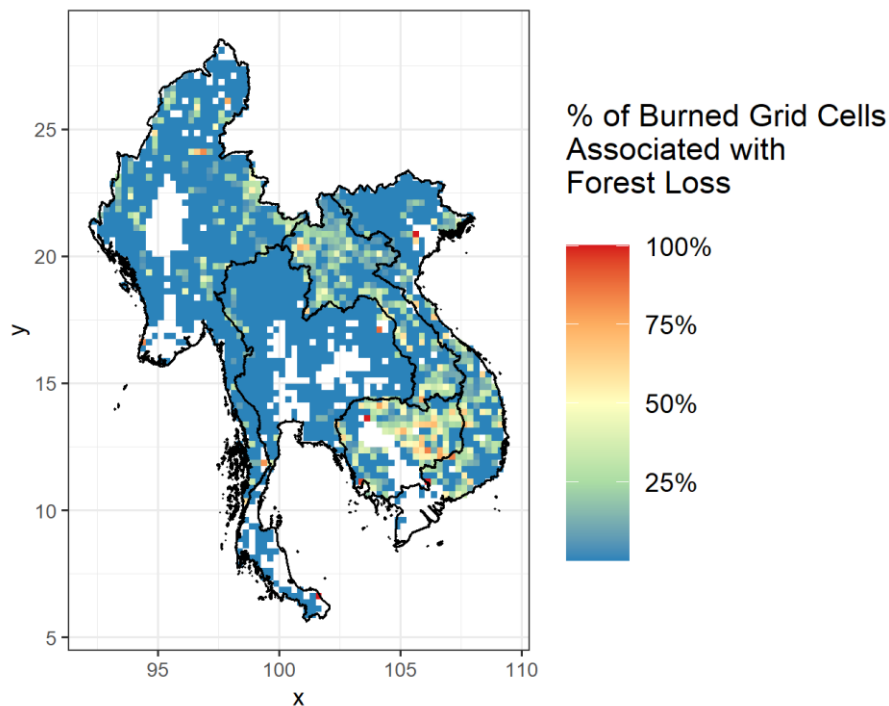 % of Burned Grid Cells
Associated with
Forest Loss
100%
75%
50%
25%
25
20
15
10
5
y
95
100
105
110
x